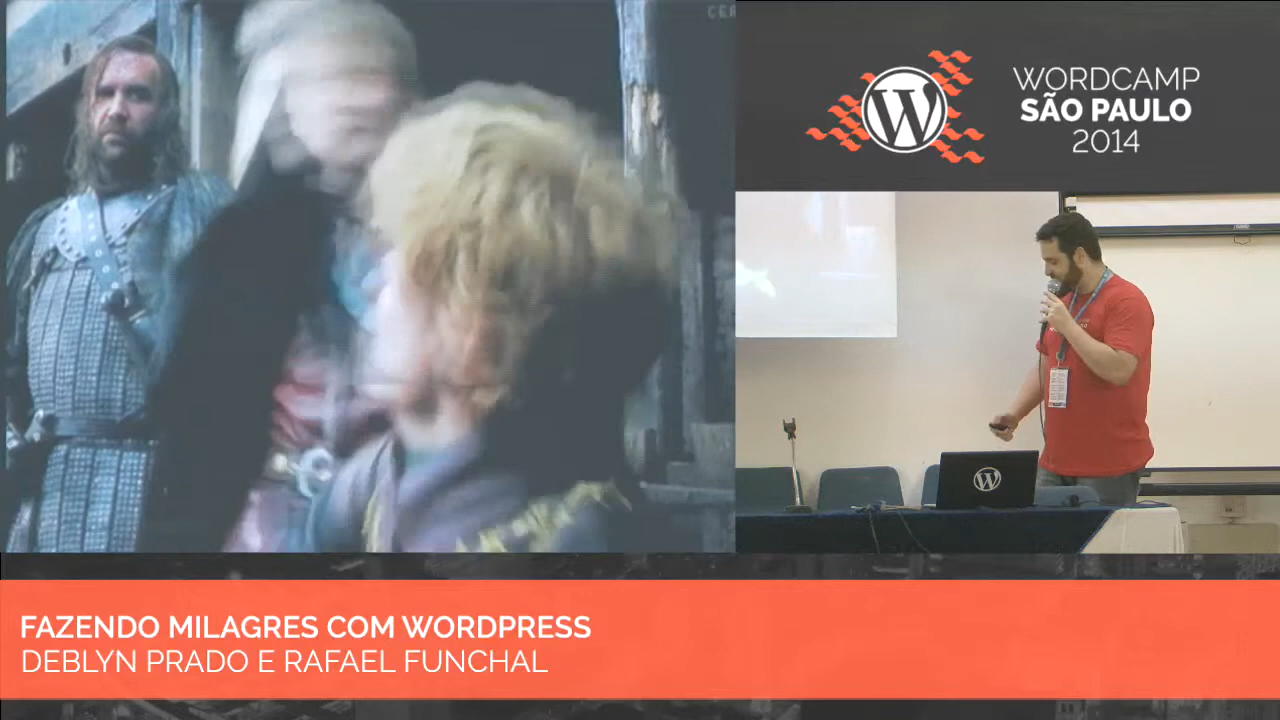 WORDCAMP
SÃO PAULO
2014
FAZENDO MILAGRES COM WORDPRESS
DEBLYN PRADO E RAFAEL FUNCHAL